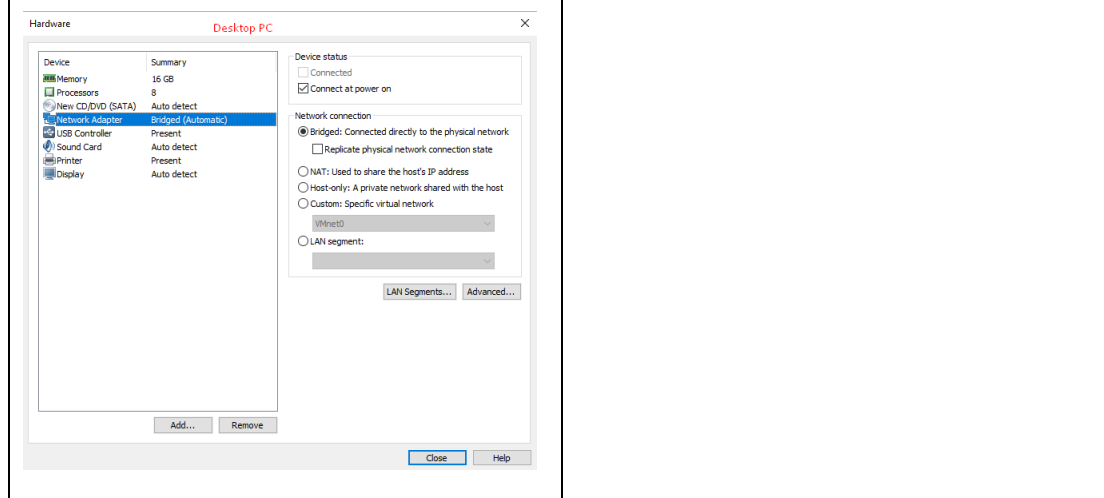 Hardware
Desktop PC
Device Summary
Memory 16 GB
Processors 8
New CD/DVD (SATA) Auto detect
Network Adapter Bridged (Automatic)
USB Controller Present
Sound Card Auto detect
Printer Present
Display Auto detect
Add...
Remove
Device status
Connected
Connect at power on
Network connection
Bridged: Connected directly to the physical network
Replicate physical network connection state
NAT: Used to share the host's IP address
Host-only: A private network shared with the host
Custom: Specific virtual network
VMnet0
LAN segment:
LAN Segments...
Advanced...
Close
Help